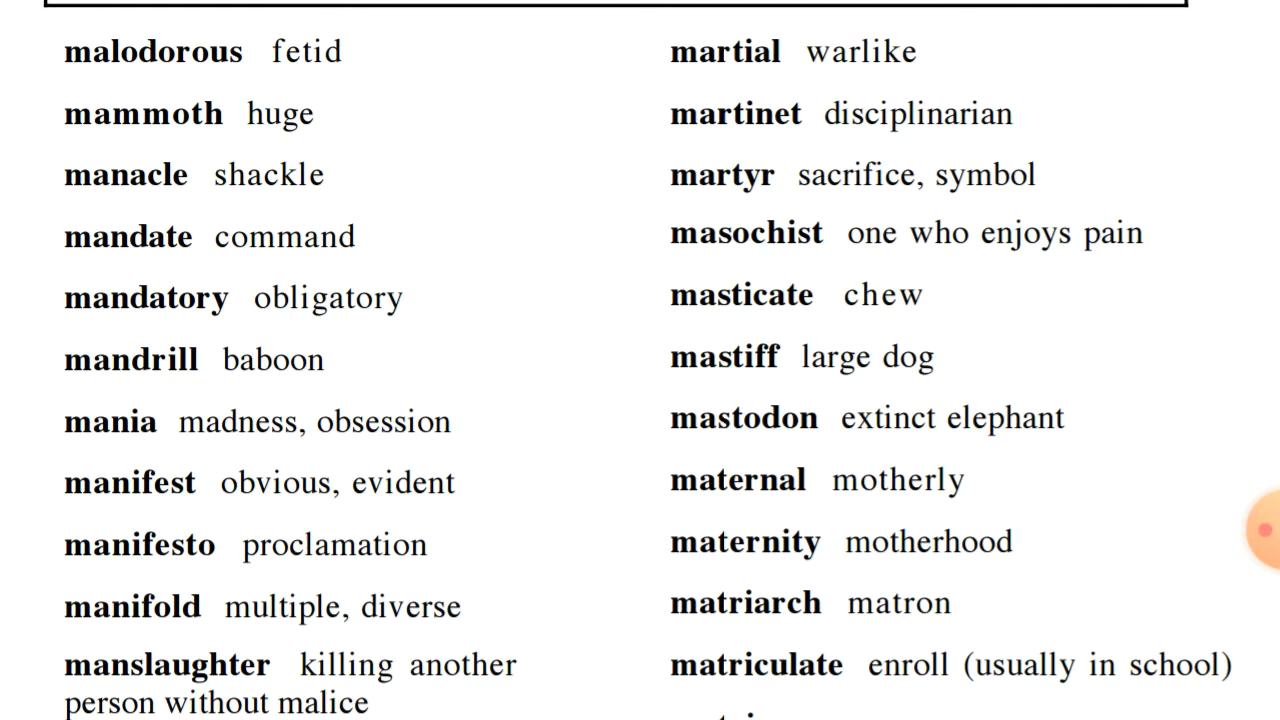 malodorous fetid
mammoth huge
manacle shackle
mandate command
mandatory obligatory
mandrill baboon
mania madness, obsession
manifest obvious, evident
manifesto proclamation
manifold multiple, diverse
manslaughter killing another
person without malice
martial warlike
martinet disciplinarian
martyr sacrifice, symbol
masochist one who enjoys pain
masticate chew
mastiff large dog
mastodon extinct elephant
maternal motherly
maternity motherhood
matriarch matron
matriculate enroll (usually in school)